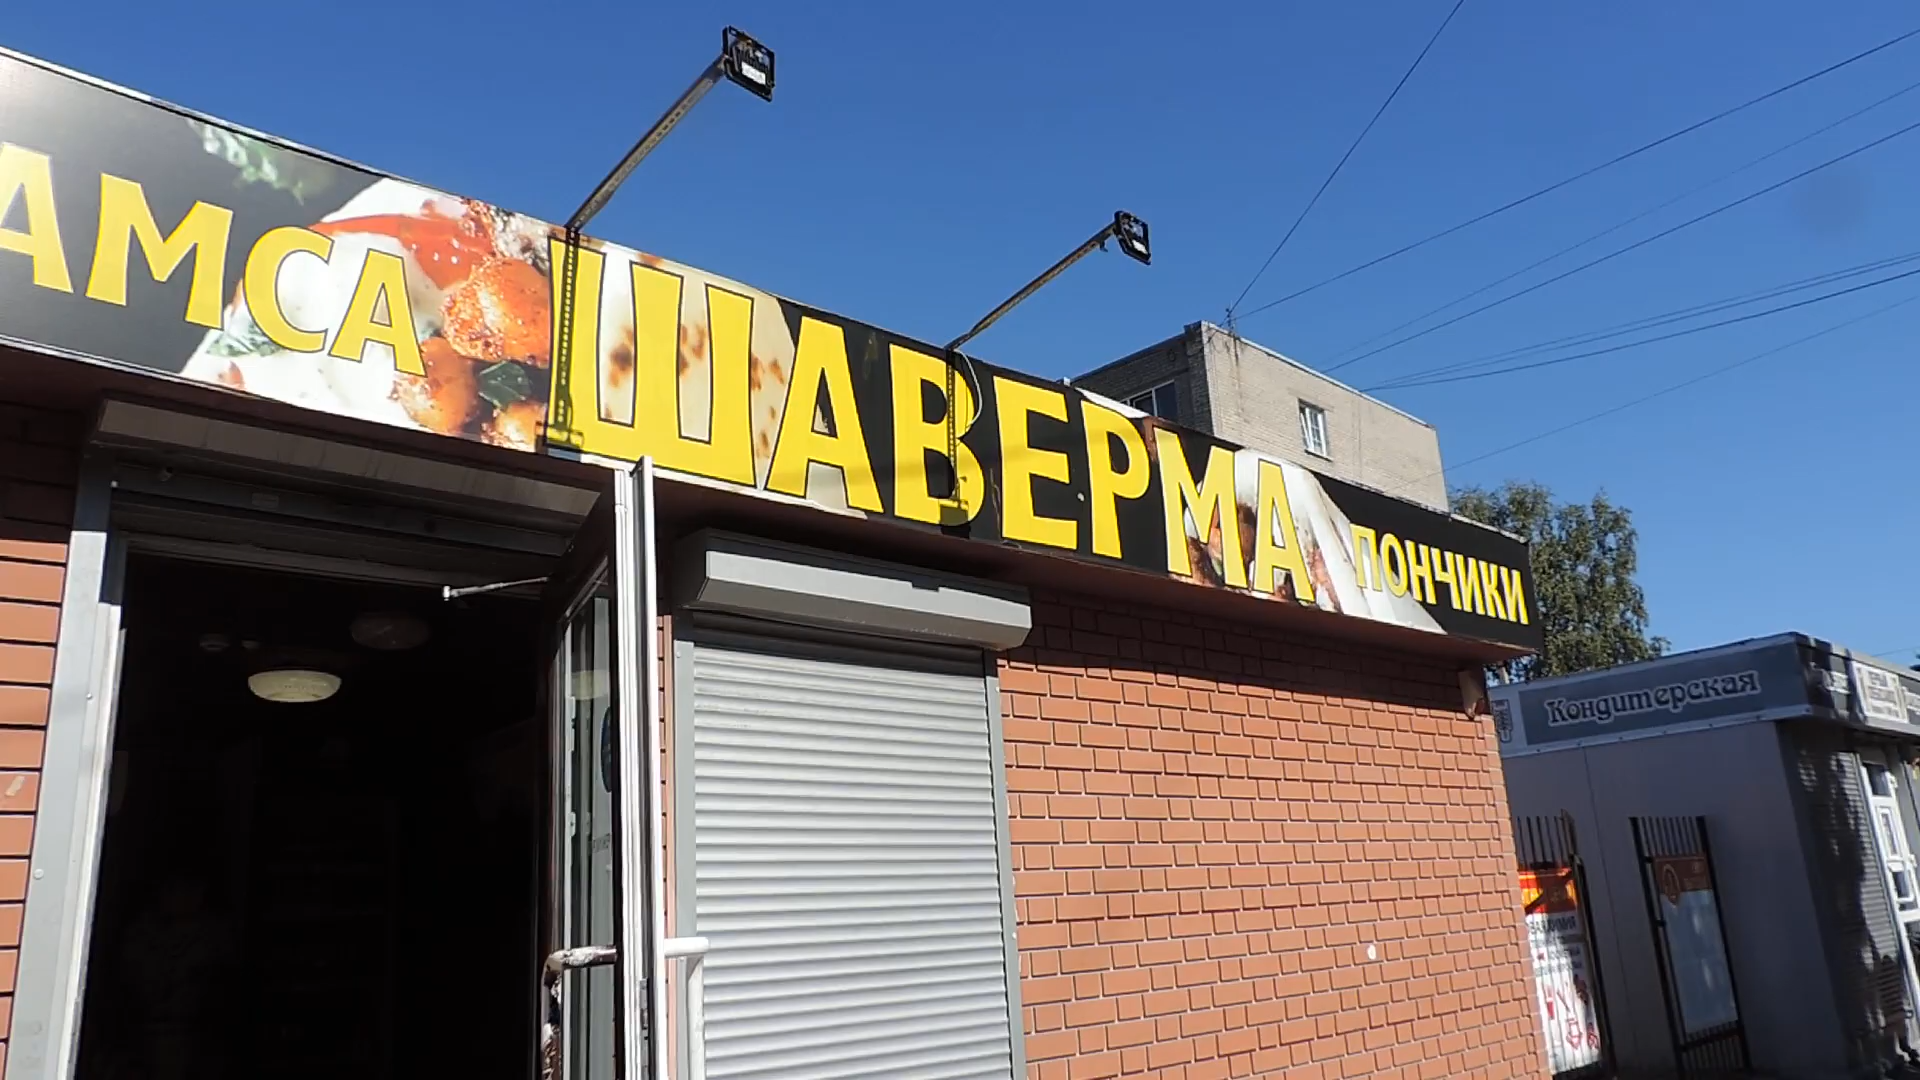 АМСА ШАВЕРМА ПОНЧИКИ
Кондитерская